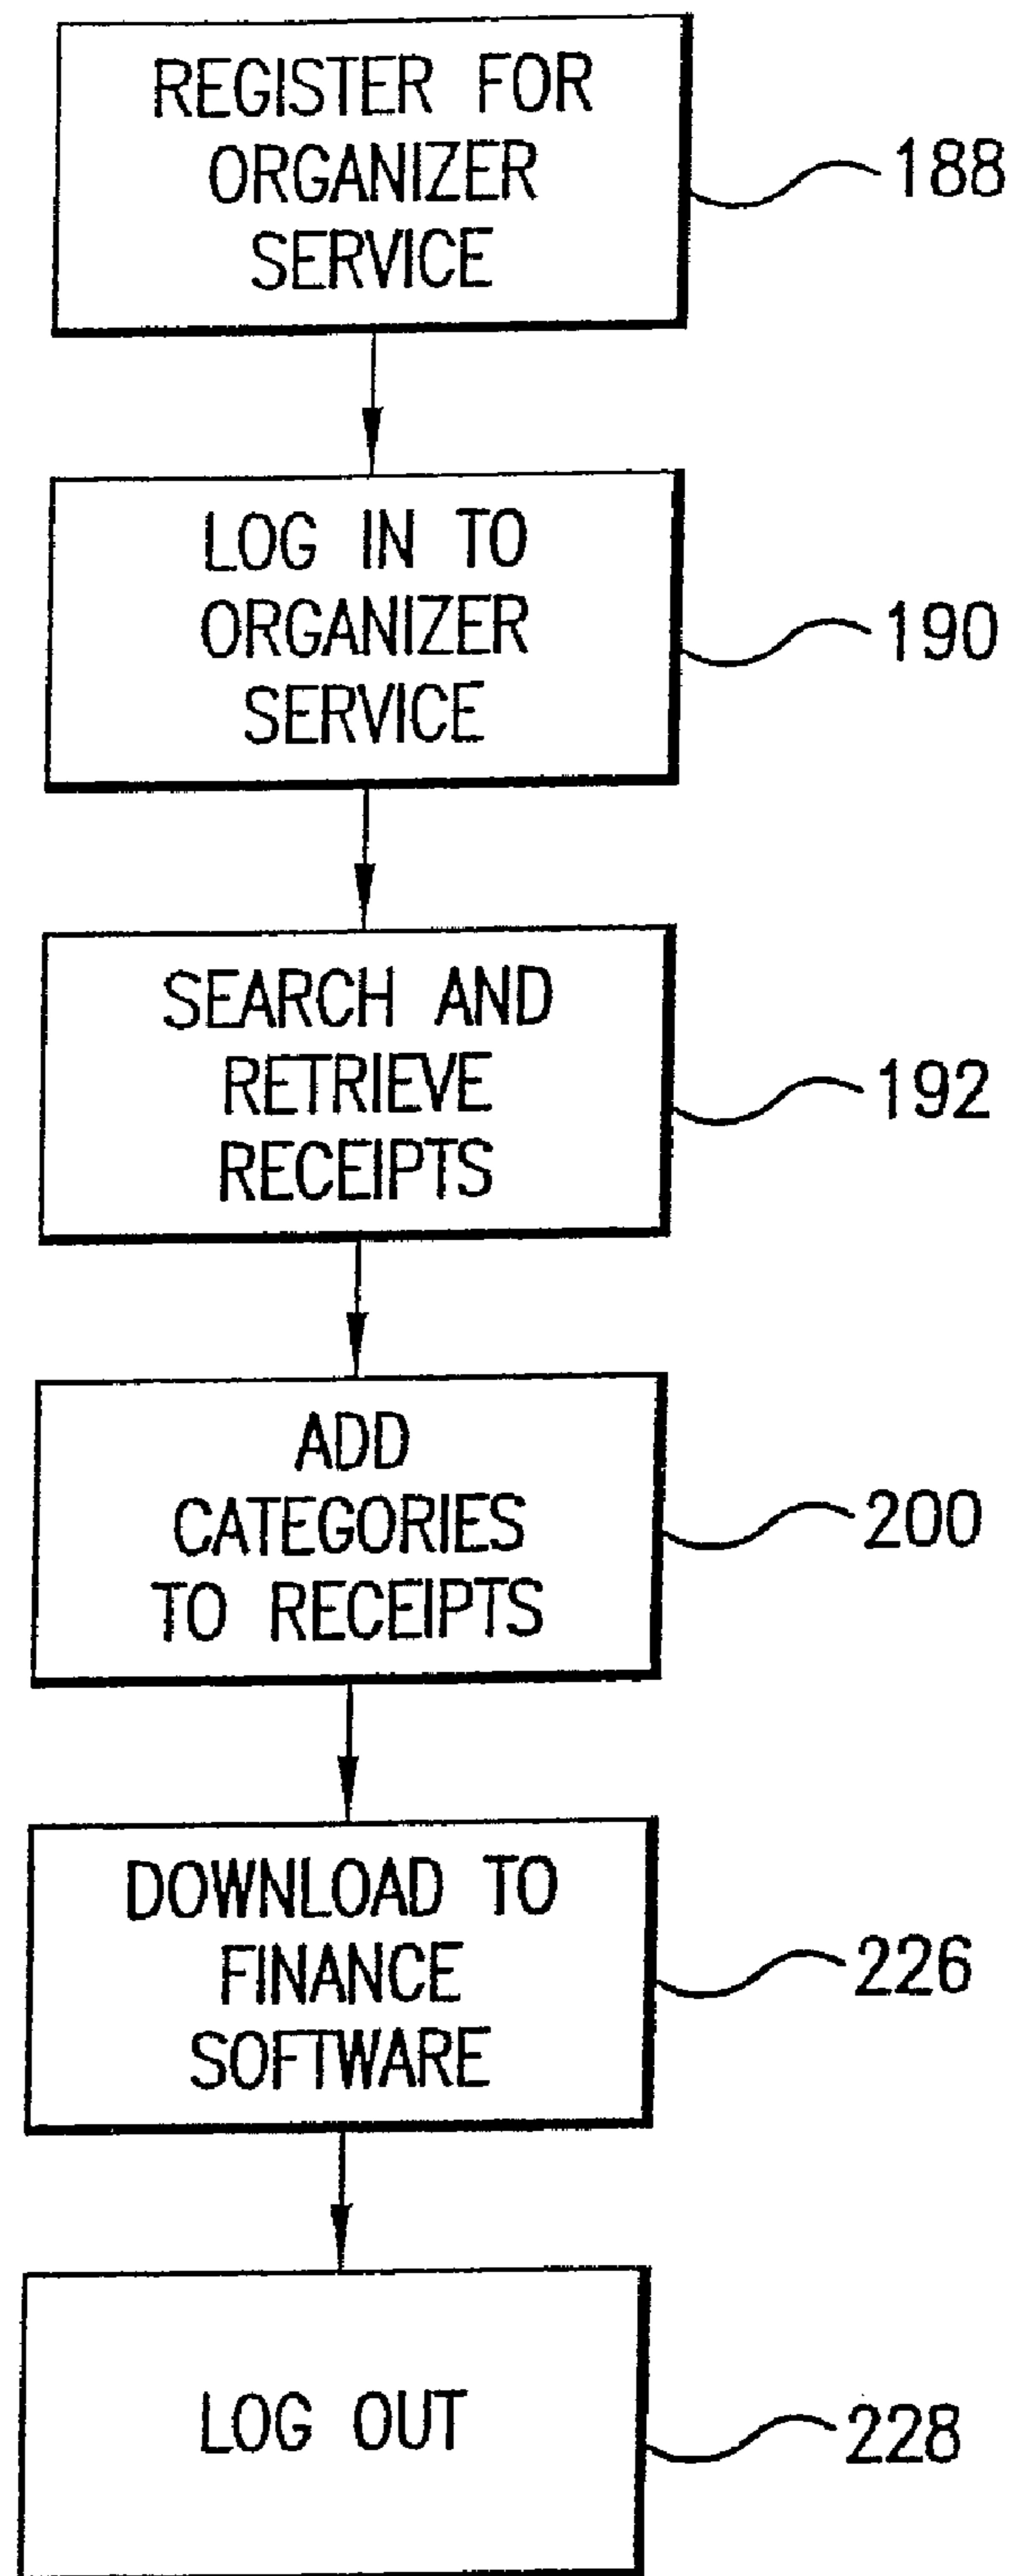 REGISTER FOR
ORGANIZER
SERVICE
188
LOG IN TO
ORGANIZER
SERVICE
190
SEARCH AND
RETRIEVE
RECEIPTS
192
ADD
CATEGORIES
TO RECEIPTS
200
DOWNLOAD TO
FINANCE
SOFTWARE
226
LOG OUT
228